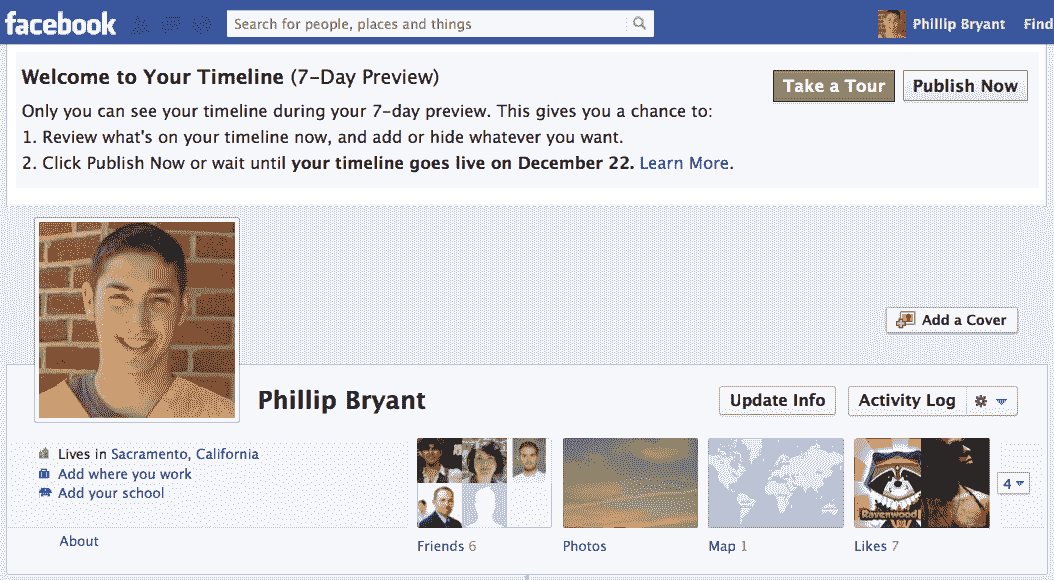 facebook
Search for people, places and things
Phillip Bryant
Find
Welcome to Your Timeline (7-Day Preview)
Take a Tour
Publish Now
Only you can see your timeline during your 7-day preview. This gives you a chance to:
1. Review what's on your timeline now, and add or hide whatever you want.
2. Click Publish Now or wait until your timeline goes live on December 22. Learn More.
Add a Cover
Phillip Bryant
Update Info
Activity Log
Lives in Sacramento, California
Add where you work
Add your school
Ravenwood
4
About
Friends 6
Photos
Map 1
Likes 7